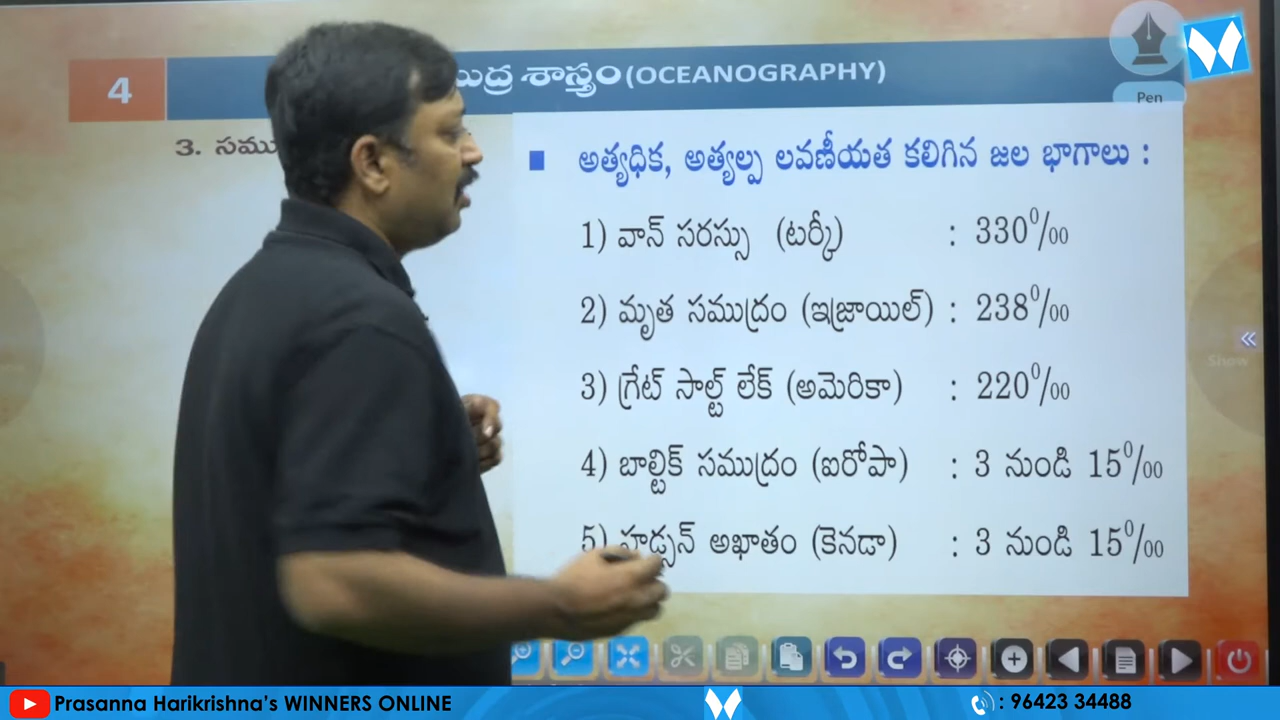 4
శాస్త్రం (OCEANOGRAPHY)
Pen
3.
■ అత్యధిక, అత్యల్ప లవణీయత కలిగిన జల భాగాలు :
1) వాన్ సరస్సు (టర్కీ) : 330⁰/₀₀
2) మృత సముద్రం (ఇజ్రాయిల్) : 238⁰/₀₀
3) గ్రేట్ సాల్ట్ లేక్ (అమెరికా) : 220⁰/₀₀
4) బాల్టిక్ సముద్రం (ఐరోపా) : 3 నుండి 15⁰/₀₀
5) హడ్సన్ అఖాతం (కెనడా) : 3 నుండి 15⁰/₀₀
Show
Prasanna Harikrishna's WINNERS ONLINE
: 96423 34488